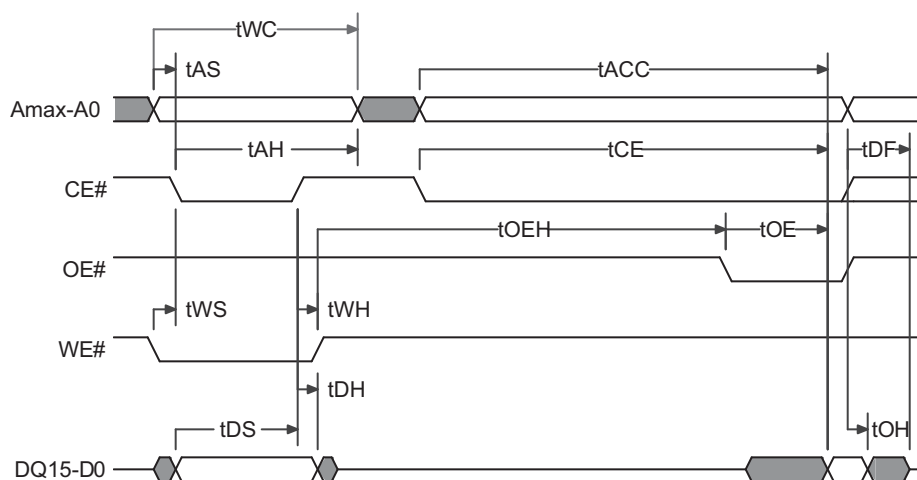 tWC
tAS
tACC
Amax-A0
tAH
tCE
tDF
CE#
tOEH
tOE
OE#
tWS
tWH
WE#
tDH
tDS
tOH
DQ15-D0